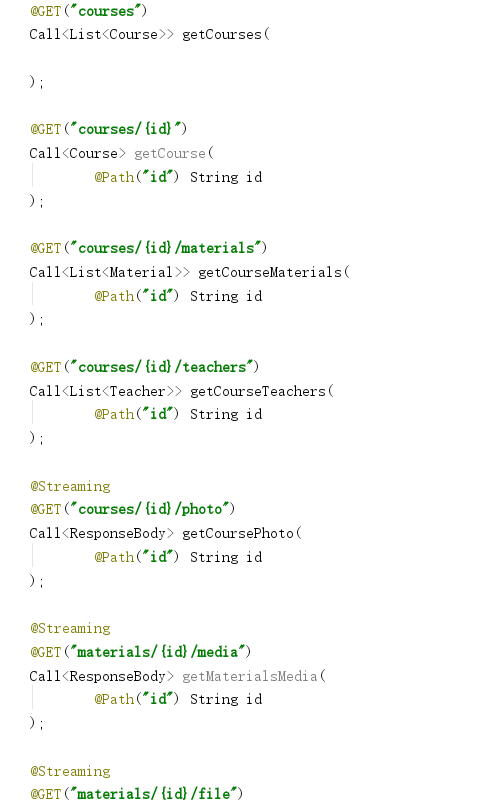 @GET("courses")
Call<List<Course>> getCourses(
);
@GET("courses/{id}")
Call<Course> getCourse(
@Path("id") String id
);
@GET("courses/{id}/materials")
Call<List<Material>> getCourseMaterials(
@Path("id") String id
);
@GET("courses/{id}/teachers")
Call<List<Teacher>> getCourseTeachers(
@Path("id") String id
);
@Streaming
@GET("courses/{id}/photo")
Call<ResponseBody> getCoursePhoto(
@Path("id") String id
);
@Streaming
@GET("materials/{id}/media")
Call<ResponseBody> getMaterialsMedia(
@Path("id") String id
);
@Streaming
@GET("materials/{id}/file")